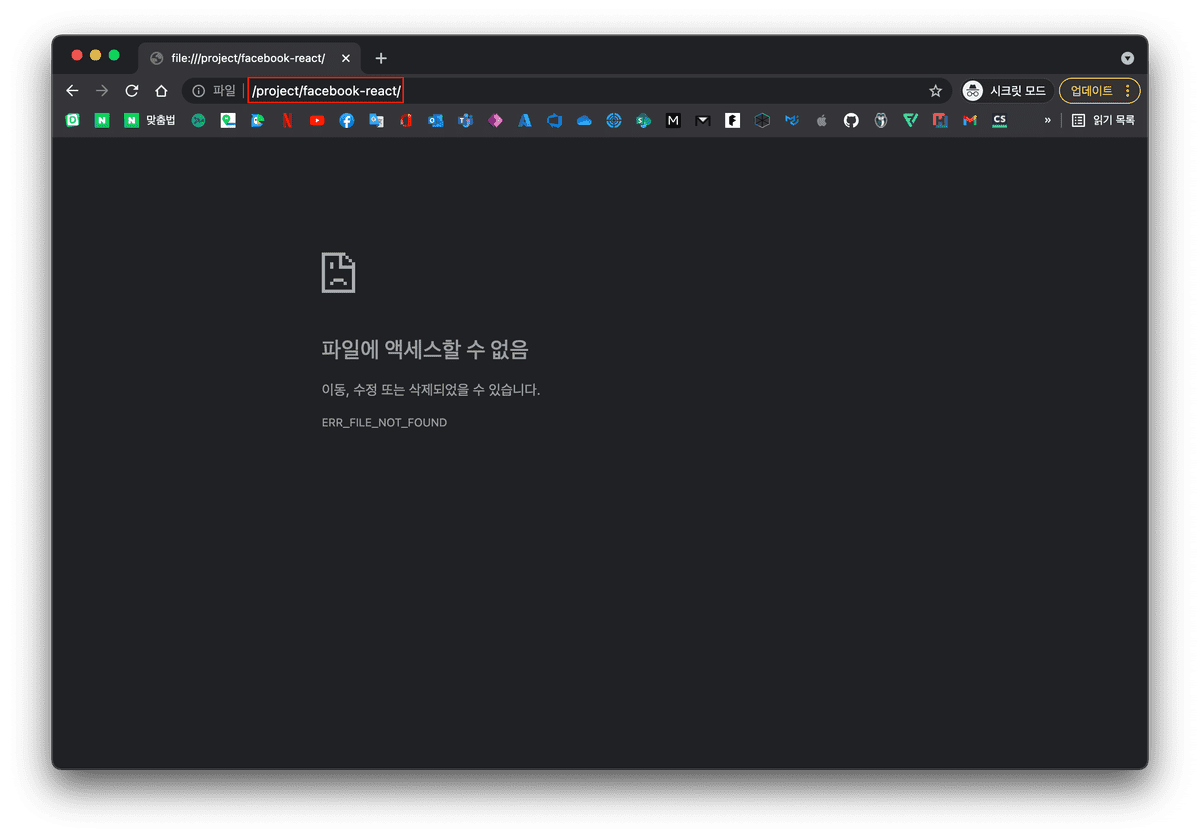 file:///project/facebook-react/
파일 /project/facebook-react/ 시크릿 모드 업데이트
맞춤법 CS » 읽기 목록
파일에 액세스할 수 없음
이동, 수정 또는 삭제되었을 수 있습니다.
ERR_FILE_NOT_FOUND